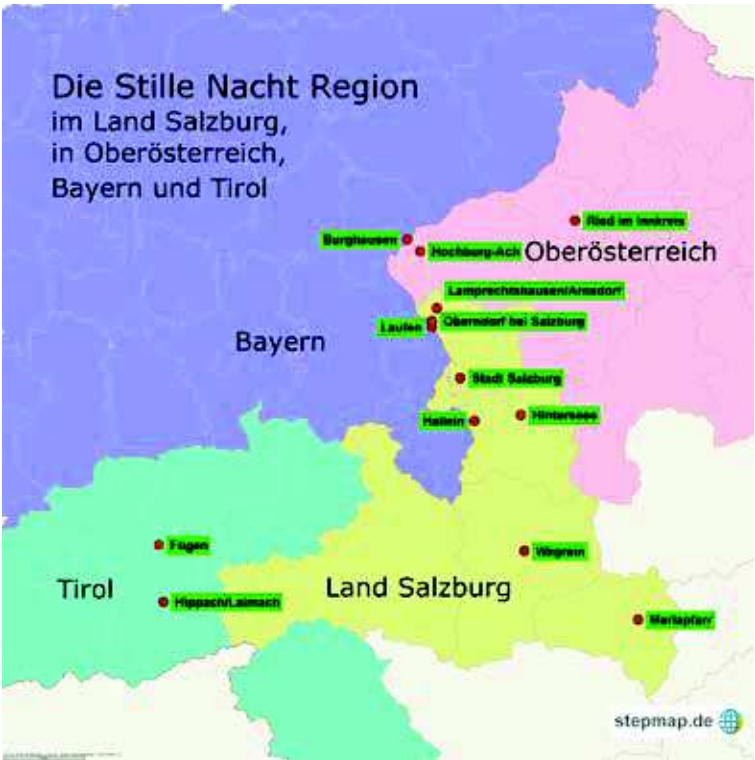 Die Stille Nacht Region
im Land Salzburg,
in Oberösterreich,
Bayern und Tirol
Ried im Innkreis
Burghausen
Hochburg-Ach
Oberösterreich
Lamprechtshausen/Arnsdorf
Oberndorf bei Salzburg
Laufen
Bayern
Stadt Salzburg
Hallein
Hintersee
Fügen
Wagrain
Tirol
Land Salzburg
Hippach/Laimach
Mariapfarr
stepmap.de